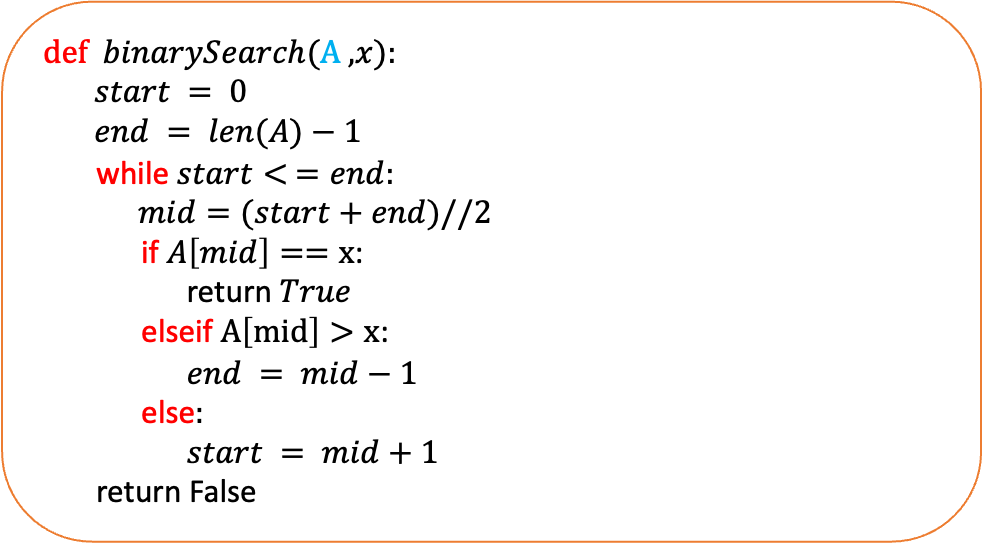 def binarySearch(A ,x):
start = 0
end = len(A) − 1
while start < = end:
mid = (start + end)//2
if A[mid] == x:
return True
elseif A[mid] > x:
end = mid − 1
else:
start = mid + 1
return False